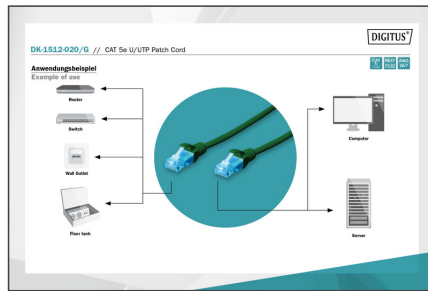 DIGITUS®
DK-1512-020/G // CAT 5e U/UTP Patch Cord
Anwendungsbeispiel
Example of use
Router
Switch
Wall Outlet
Floor tank
Computer
Server